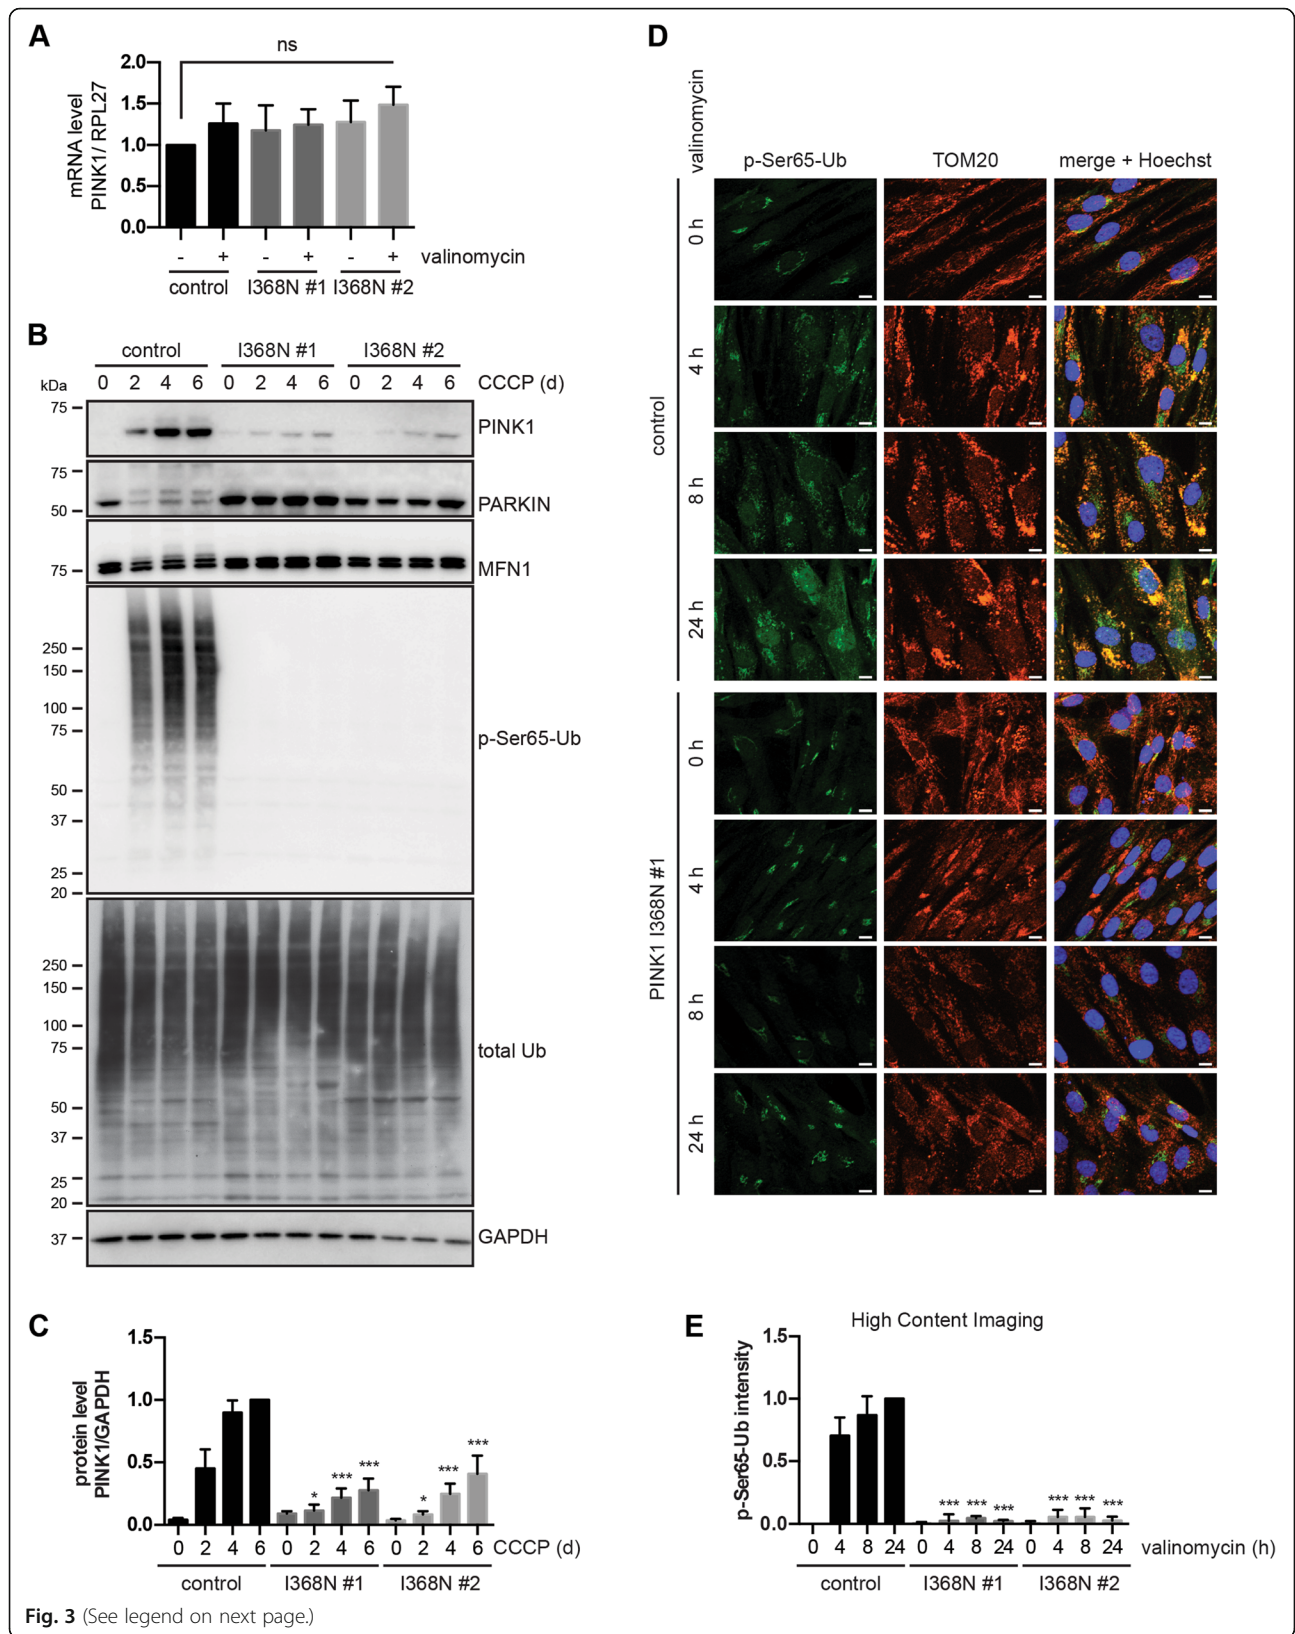 A
ns
mRNA level
PINK1/ RPL27
2.0
1.5
1.0
0.5
0.0
- + - + - + valinomycin
control I368N #1 I368N #2
B
control I368N #1 I368N #2
kDa 0 2 4 6 0 2 4 6 0 2 4 6 CCCP (d)
75
PINK1
75
50
PARKIN
75
MFN1
250
150
100
75
50
37
25
20
p-Ser65-Ub
250
150
100
75
50
37
25
20
total Ub
37
GAPDH
C
protein level
PINK1/GAPDH
1.5
1.0
0.5
0.0
* *** *** * *** ***
0 2 4 6 0 2 4 6 0 2 4 6 CCCP (d)
control I368N #1 I368N #2
D
valinomycin
p-Ser65-Ub TOM20 merge + Hoechst
control
0 h
4 h
8 h
24 h
PINK1 I368N #1
0 h
4 h
8 h
24 h
E
High Content Imaging
p-Ser65-Ub intensity
1.5
1.0
0.5
0.0
*** *** *** *** *** ***
0 4 8 24 0 4 8 24 0 4 8 24 valinomycin (h)
control I368N #1 I368N #2
Fig. 3 (See legend on next page.)